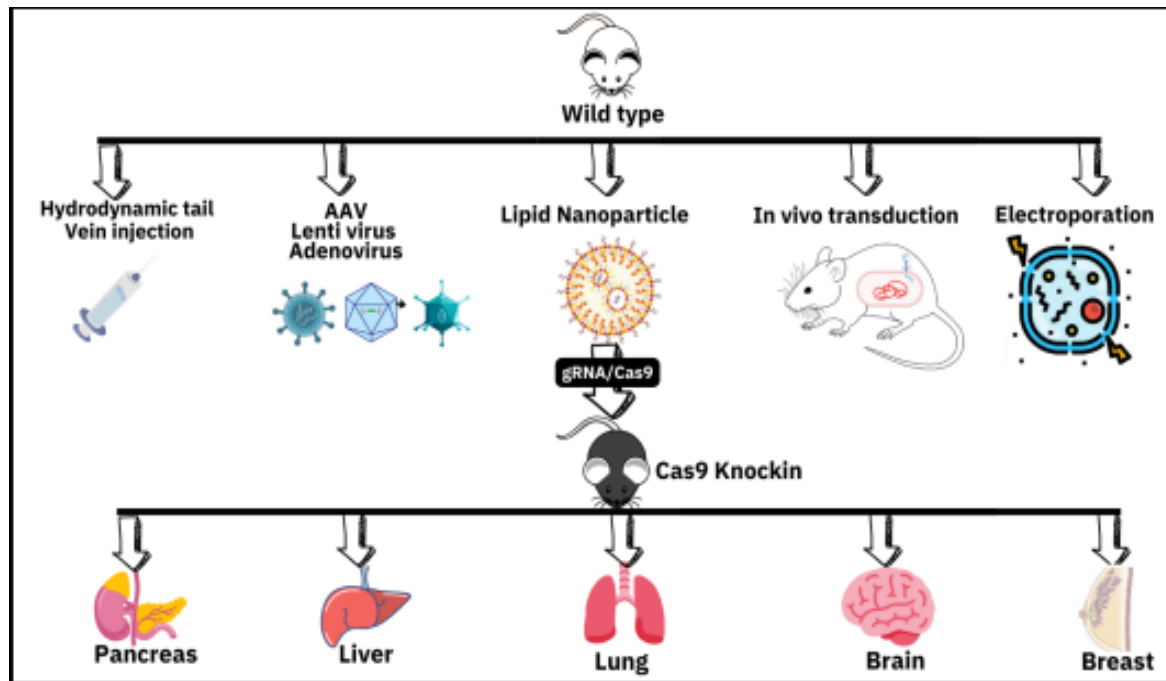 Wild type
Hydrodynamic tail
Vein injection
AAV
Lenti virus
Adenovirus
Lipid Nanoparticle
In vivo transduction
Electroporation
gRNA/Cas9
Cas9 Knockin
Pancreas
Liver
Lung
Brain
Breast